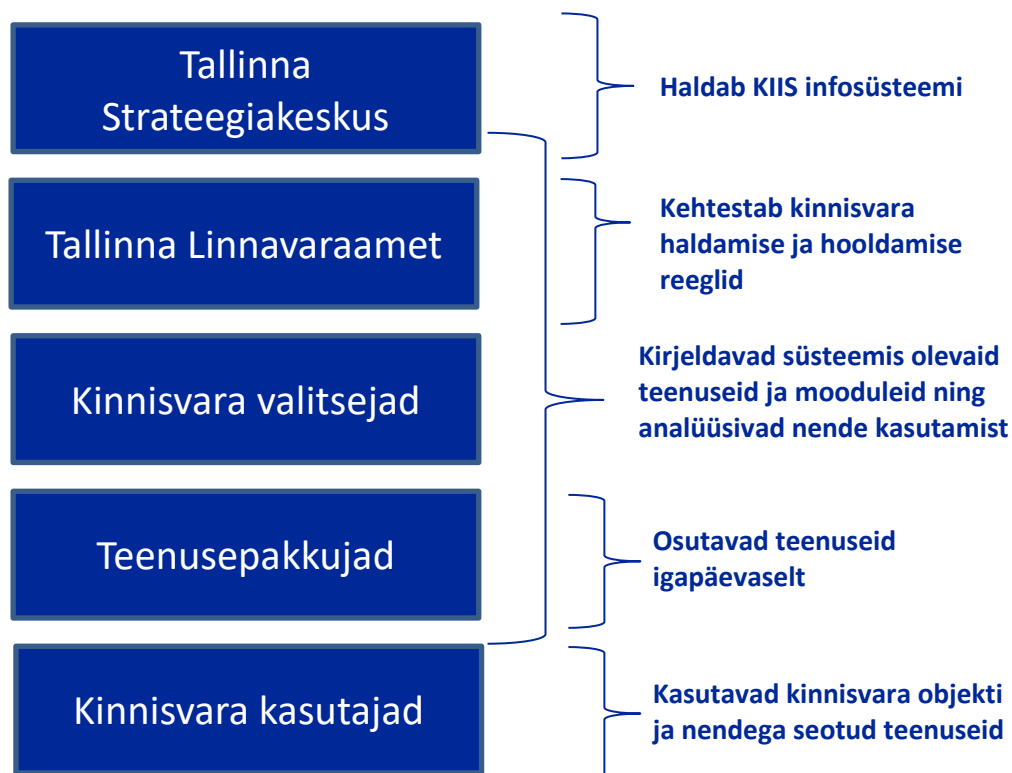 Tallinna
Strateegiakeskus
Haldab KIIS infosüsteemi
Tallinna Linnavaraamet
Kehtestab kinnisvara
haldamise ja hooldamise
reeglid
Kinnisvara valitsejad
Kirjeldavad süsteemis olevaid
teenuseid ja mooduleid ning
analüüsivad nende kasutamist
Teenusepakkujad
Osutavad teenuseid
igapäevaselt
Kinnisvara kasutajad
Kasutavad kinnisvara objekti
ja nendega seotud teenuseid